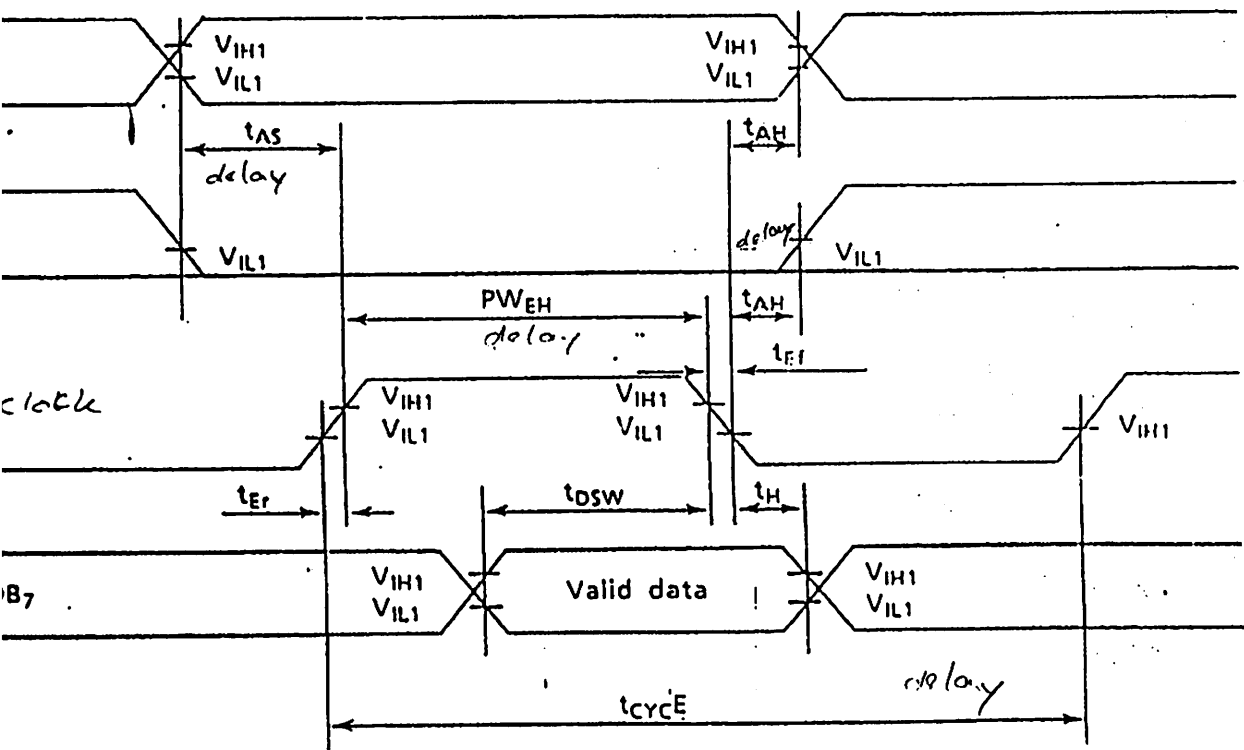 VIH1 VIH1
VIL1 VIL1
tAS tAH
delay
delay
VIL1 VIL1
PWEH tAH
delay
tEf
clock
VIH1 VIH1 VIH1
VIL1 VIL1
tEr tDSW tH
VIH1 Valid data VIH1
B7
VIL1 VIL1
delay
tCYC'E